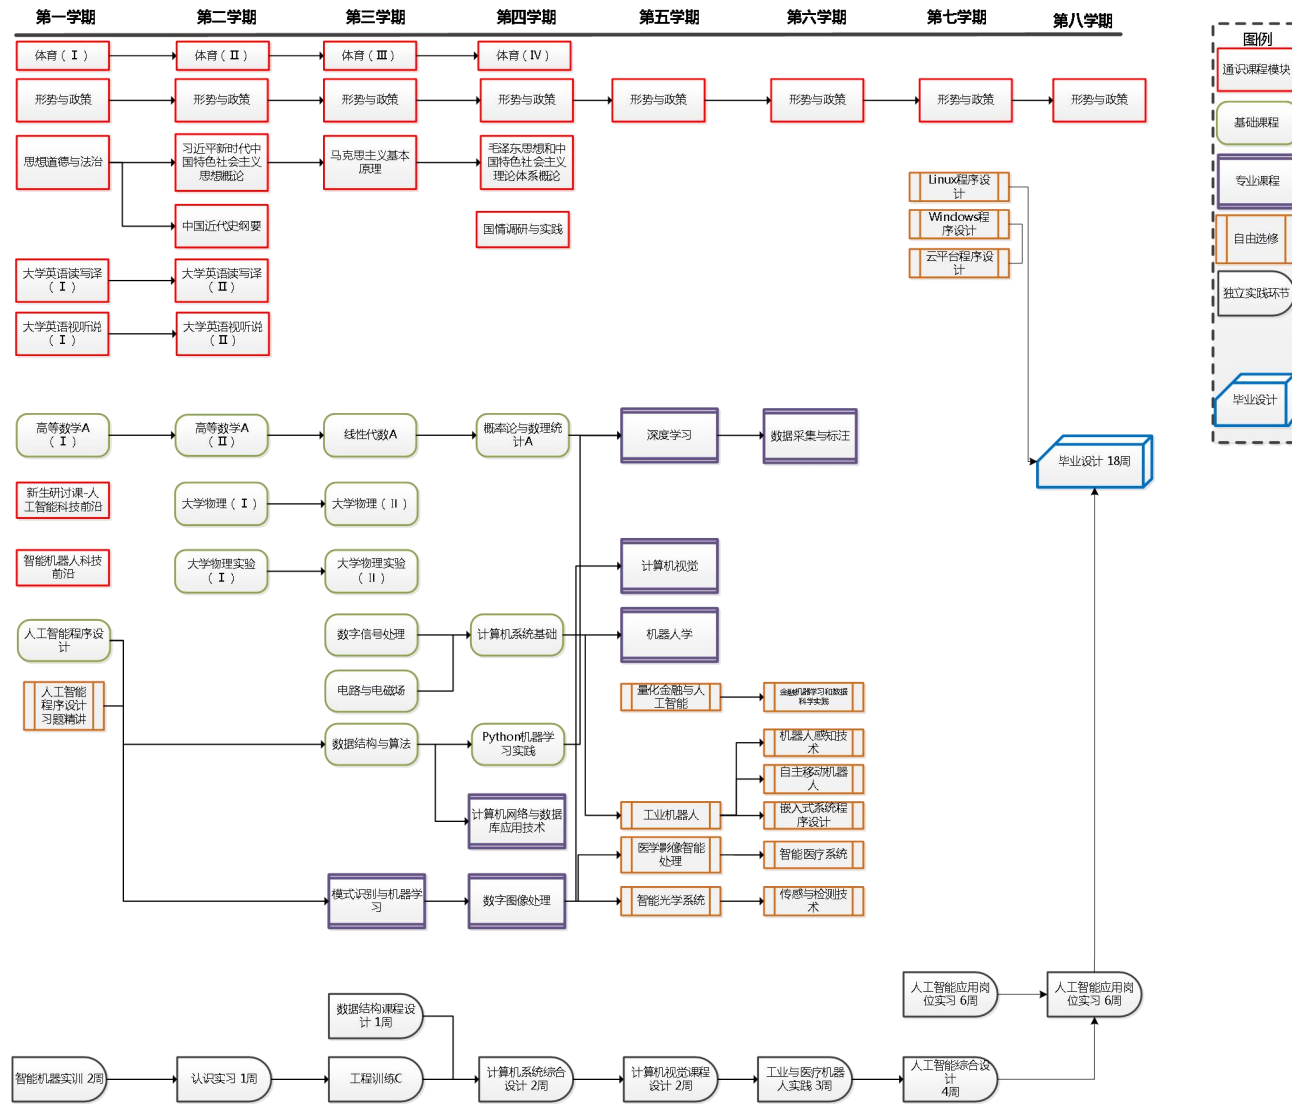 第一学期
第二学期
第三学期
第四学期
第五学期
第六学期
第七学期
第八学期
图例
体育（Ⅰ）
体育（Ⅱ）
体育（Ⅲ）
体育（Ⅳ）
通识课程模块
形势与政策
形势与政策
形势与政策
形势与政策
形势与政策
形势与政策
形势与政策
形势与政策
基础课程
思想道德与法治
习近平新时代中
国特色社会主义
思想概论
马克思主义基本
原理
毛泽东思想和中
国特色社会主义
理论体系概论
Linux程序设
计
专业课程
中国近代史纲要
国情调研与实践
Windows程
序设计
自由选修
云平台程序设
计
大学英语读写译
（Ⅰ）
大学英语读写译
（Ⅱ）
独立实践环节
大学英语视听说
（Ⅰ）
大学英语视听说
（Ⅱ）
毕业设计
高等数学A
（Ⅰ）
高等数学A
（Ⅱ）
线性代数A
概率论与数理统
计A
深度学习
数据采集与标注
毕业设计 18周
新生研讨课-人
工智能科技前沿
大学物理（Ⅰ）
大学物理（Ⅱ）
智能机器人科技
前沿
大学物理实验
（Ⅰ）
大学物理实验
（Ⅱ）
计算机视觉
人工智能程序设
计
数字信号处理
计算机系统基础
机器人学
人工智能
程序设计
习题精讲
电路与电磁场
量化金融与人
工智能
金融机器学习和数据
科学实践
数据结构与算法
Python机器学
习实践
机器人感知技
术
自主移动机器
人
计算机网络与数据
库应用技术
工业机器人
嵌入式系统程
序设计
医学影像智能
处理
智能医疗系统
模式识别与机器学
习
数字图像处理
智能光学系统
传感与检测技
术
人工智能应用岗
位实习 6周
人工智能应用岗
位实习 6周
数据结构课程设
计 1周
智能机器实训 2周
认识实习 1周
工程训练C
计算机系统综合
设计 2周
计算机视觉课程
设计 2周
工业与医疗机器
人实践 3周
人工智能综合设
计
4周